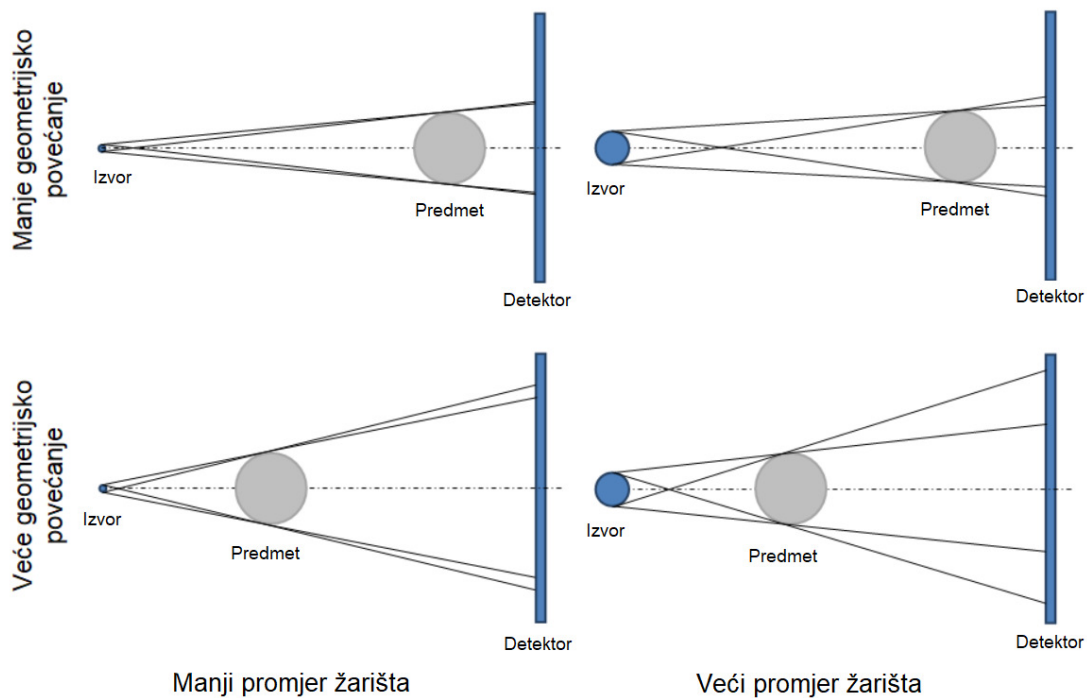 Manje geometrijsko
povećanje
Izvor
Predmet
Detektor
Izvor
Predmet
Detektor
Veće geometrijsko
povećanje
Izvor
Predmet
Detektor
Izvor
Predmet
Detektor
Manji promjer žarišta
Veći promjer žarišta